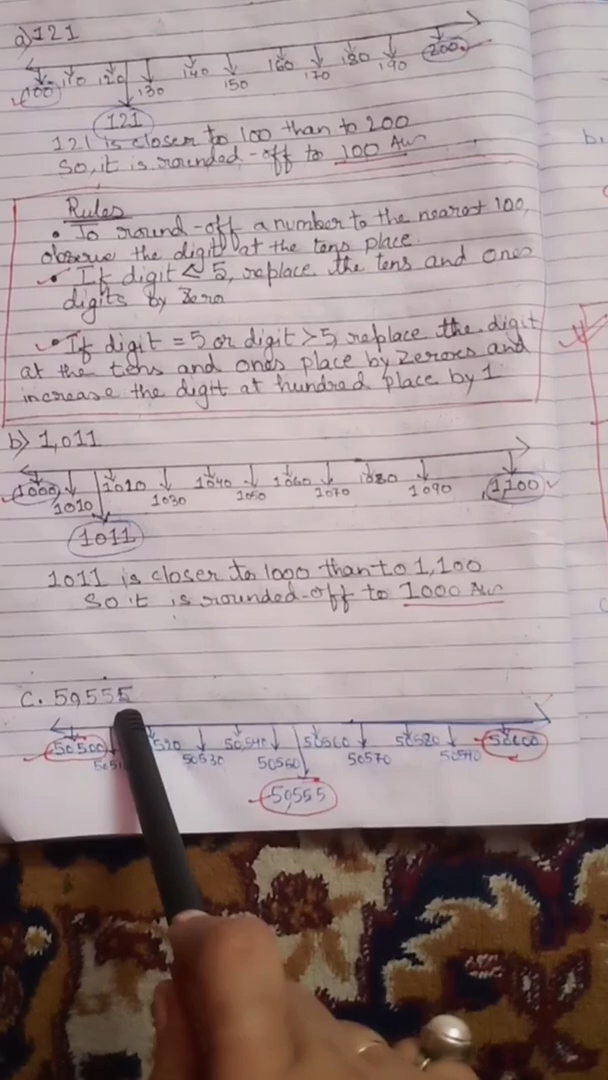 a) 121
100 110 120 130 140 150 160 170 180 190 200
121
121 is closer to 100 than to 200
So, it is rounded-off to 100 Ans
Rules
• To round-off a number to the nearest 100,
observe the digit at the tens place.
• If digit < 5, replace the tens and ones
digits by Zero
• If digit = 5 or digit > 5, replace the digit
at the tens and ones place by Zeroes and
increase the digit at hundred place by 1
b) 1,011
1000 1010 1020 1030 1040 1050 1060 1070 1080 1090 1,100
1011
1011 is closer to 1000 than to 1,100
So it is rounded-off to 1000 Ans
C. 50555
50500 520 50530 50,540 50560 50560 50570 50590 50600
50,555